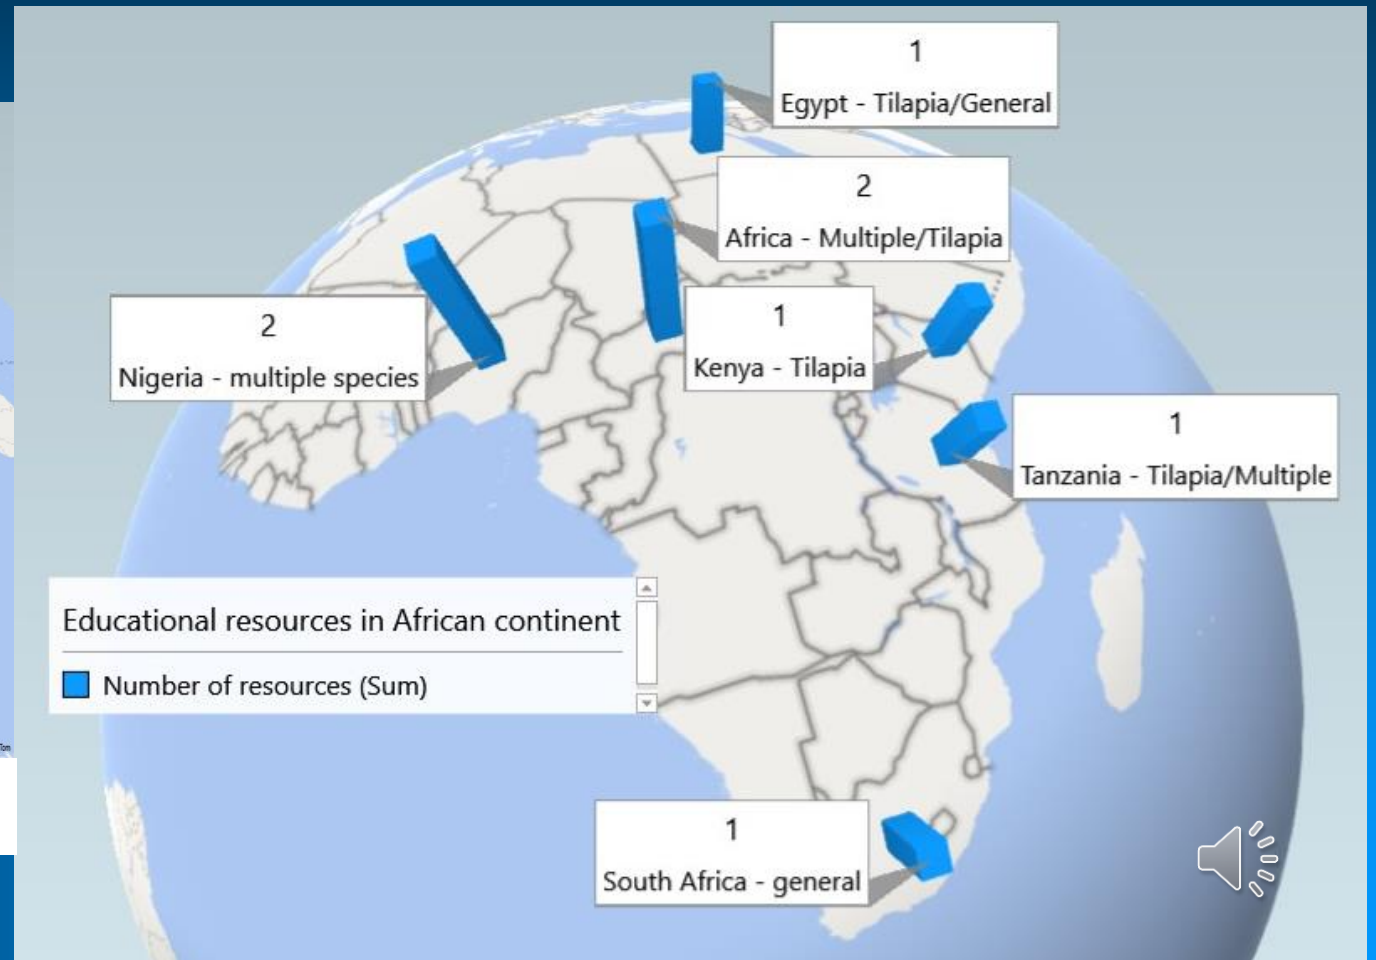 1
Egypt - Tilapia/General
2
Africa - Multiple/Tilapia
2
Nigeria - multiple species
1
Kenya - Tilapia
1
Tanzania - Tilapia/Multiple
Educational resources in African continent
Number of resources (Sum)
1
South Africa - general